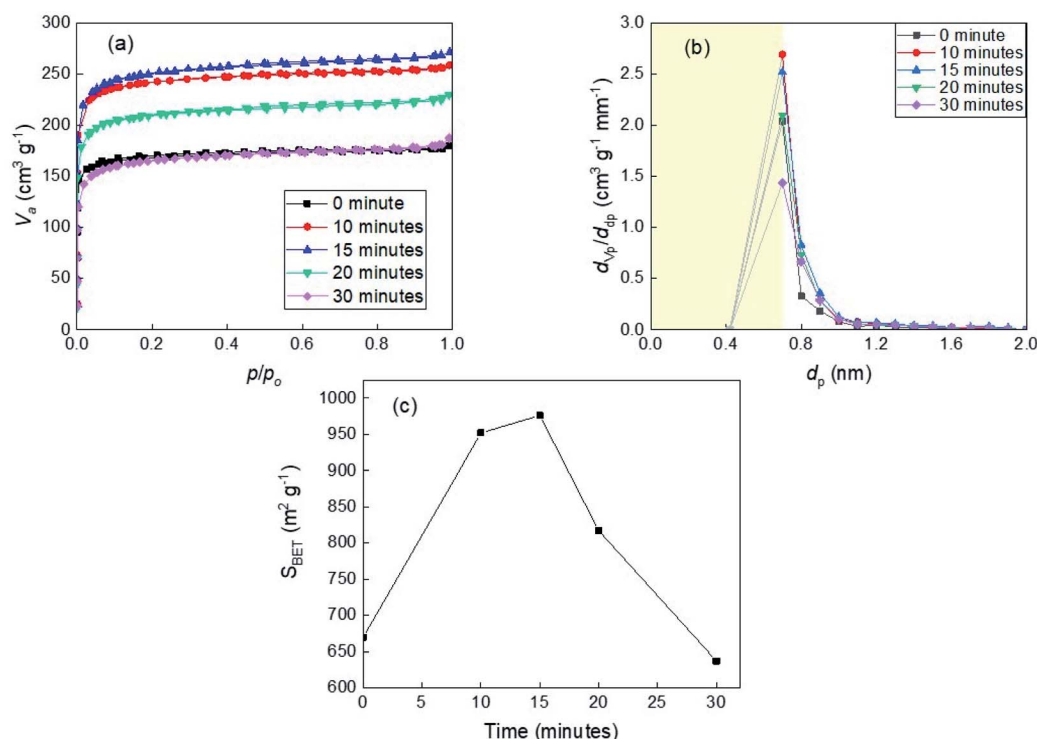 (a)
300
250
200
150
100
50
0
V_a (cm³ g⁻¹)
0 minute
10 minutes
15 minutes
20 minutes
30 minutes
0.0 0.2 0.4 0.6 0.8 1.0
p/p_o
(b)
3.0
2.5
2.0
1.5
1.0
0.5
0.0
d_Vp/d_dp (cm³ g⁻¹ mm⁻¹)
0 minute
10 minutes
15 minutes
20 minutes
30 minutes
0.0 0.4 0.8 1.2 1.6 2.0
d_p (nm)
(c)
1000
950
900
850
800
750
700
650
600
S_BET (m² g⁻¹)
0 5 10 15 20 25 30
Time (minutes)